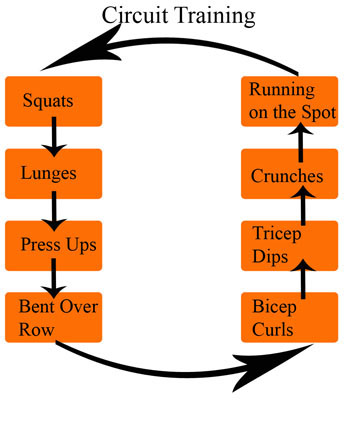 Circuit Training
Squats
Lunges
Press Ups
Bent Over
Row
Bicep
Curls
Tricep
Dips
Crunches
Running
on the Spot